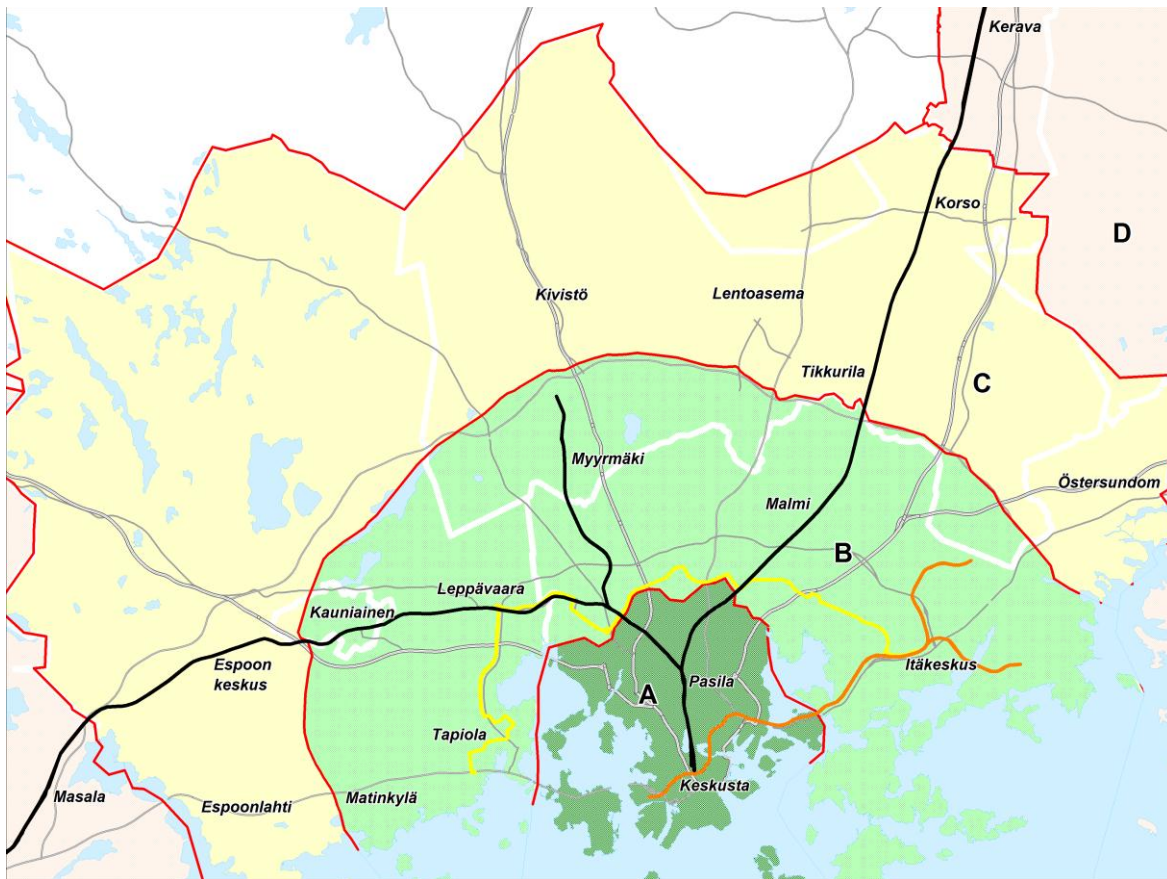 Kerava
Korso
D
Kivistö
Lentoasema
Tikkurila
C
Myyrmäki
Östersundom
Malmi
B
Leppävaara
Kauniainen
Espoon
keskus
Itäkeskus
Pasila
A
Tapiola
Keskusta
Masala
Espoonlahti
Matinkylä